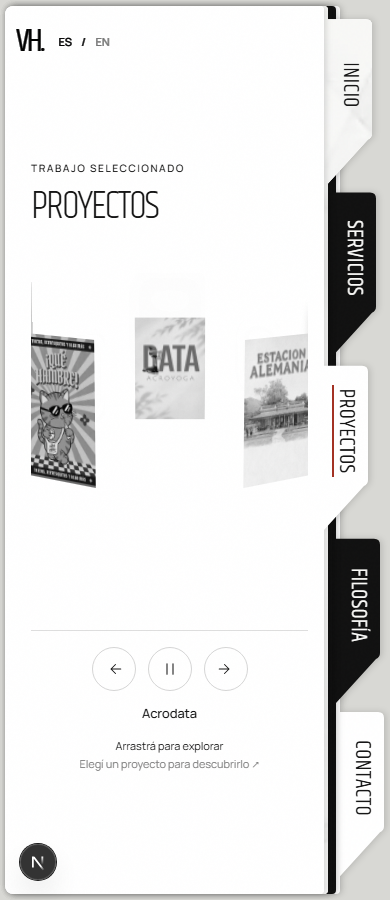 VH.
ES / EN
TRABAJO SELECCIONADO
PROYECTOS
¡QUÉ HAMBRE!
DATA
ACROYOGA
ESTACION
ALEMANIA
Acrodata
Arrastrá para explorar
Elegí un proyecto para descubrirlo ↗
N
INICIO
SERVICIOS
PROYECTOS
FILOSOFÍA
CONTACTO